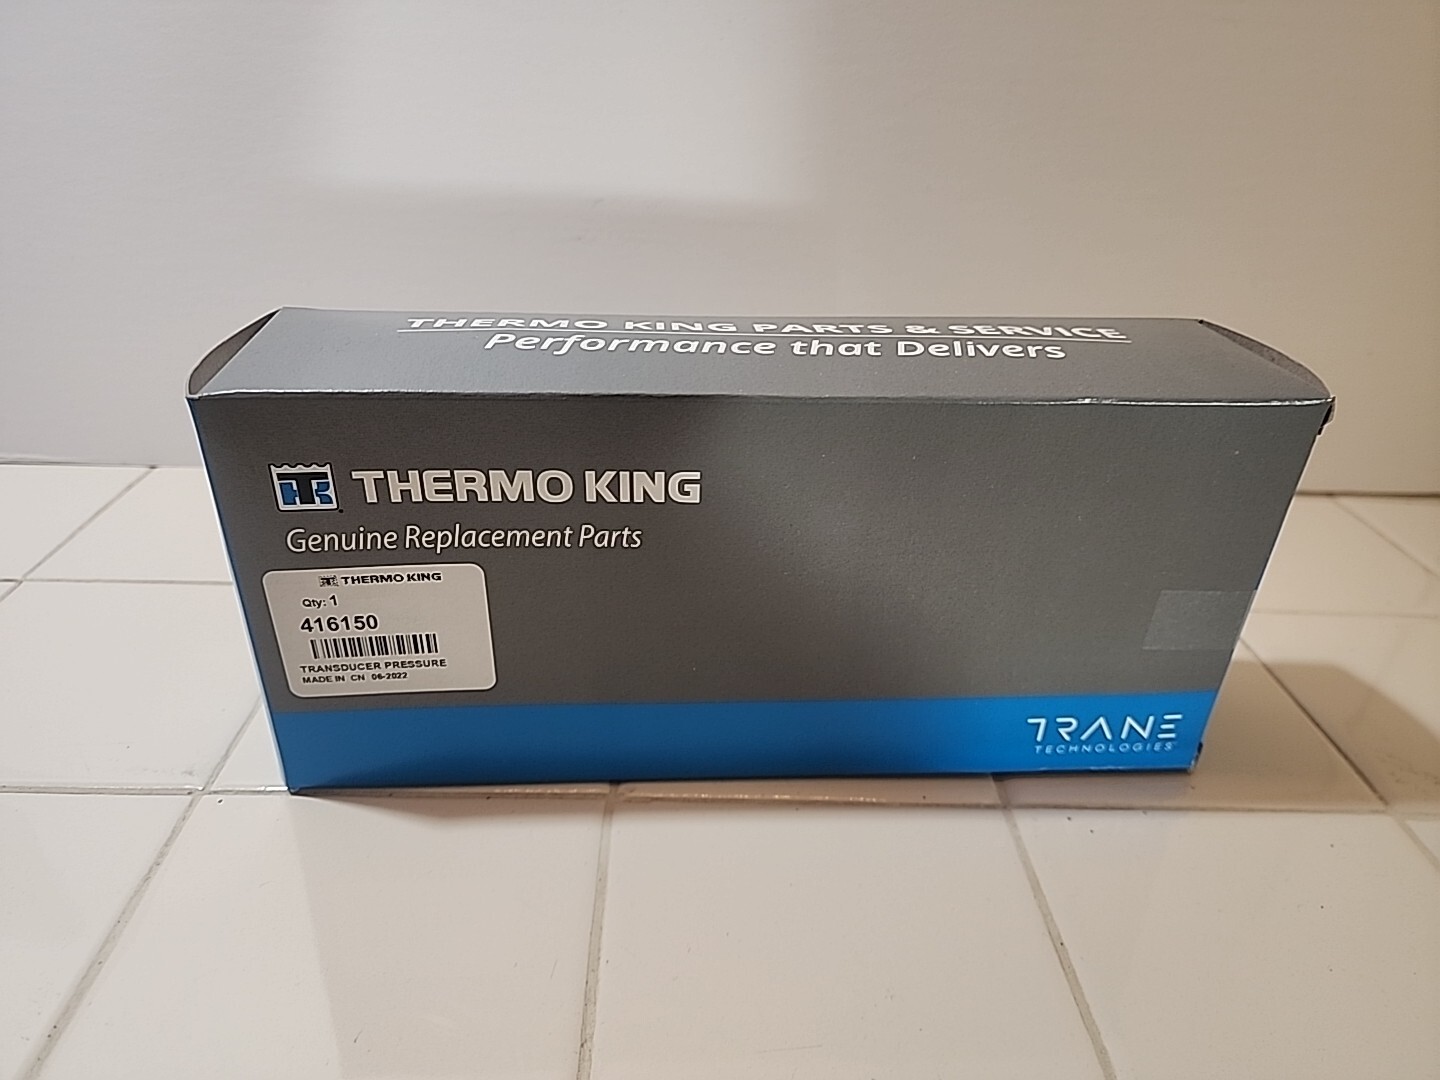 THERMO KING PARTS & SERVICE
Performance that Delivers
TK THERMO KING
Genuine Replacement Parts
THERMO KING
Qty: 1
416150
TRANSDUCER PRESSURE
MADE IN CN 06-2022
TRANE
TECHNOLOGIES